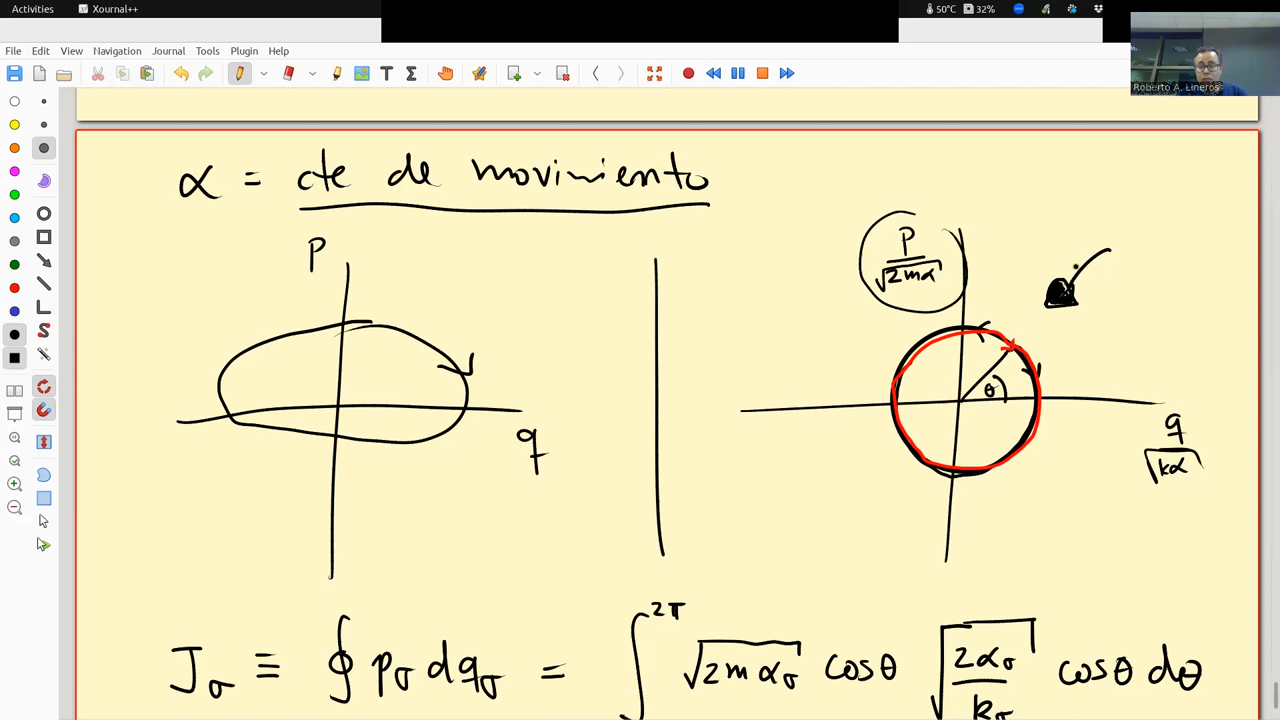 Activities Xournal++ 50°C 32%
File Edit View Navigation Journal Tools Plugin Help
Roberto A. Lineros
α = cte de movimiento
P
q
P/√2mα
θ
q/√kα
J_σ ≡ ∮ p_σ dq_σ = ∫^2π √2mα_σ cosθ √2α_σ/k_σ cosθ dθ